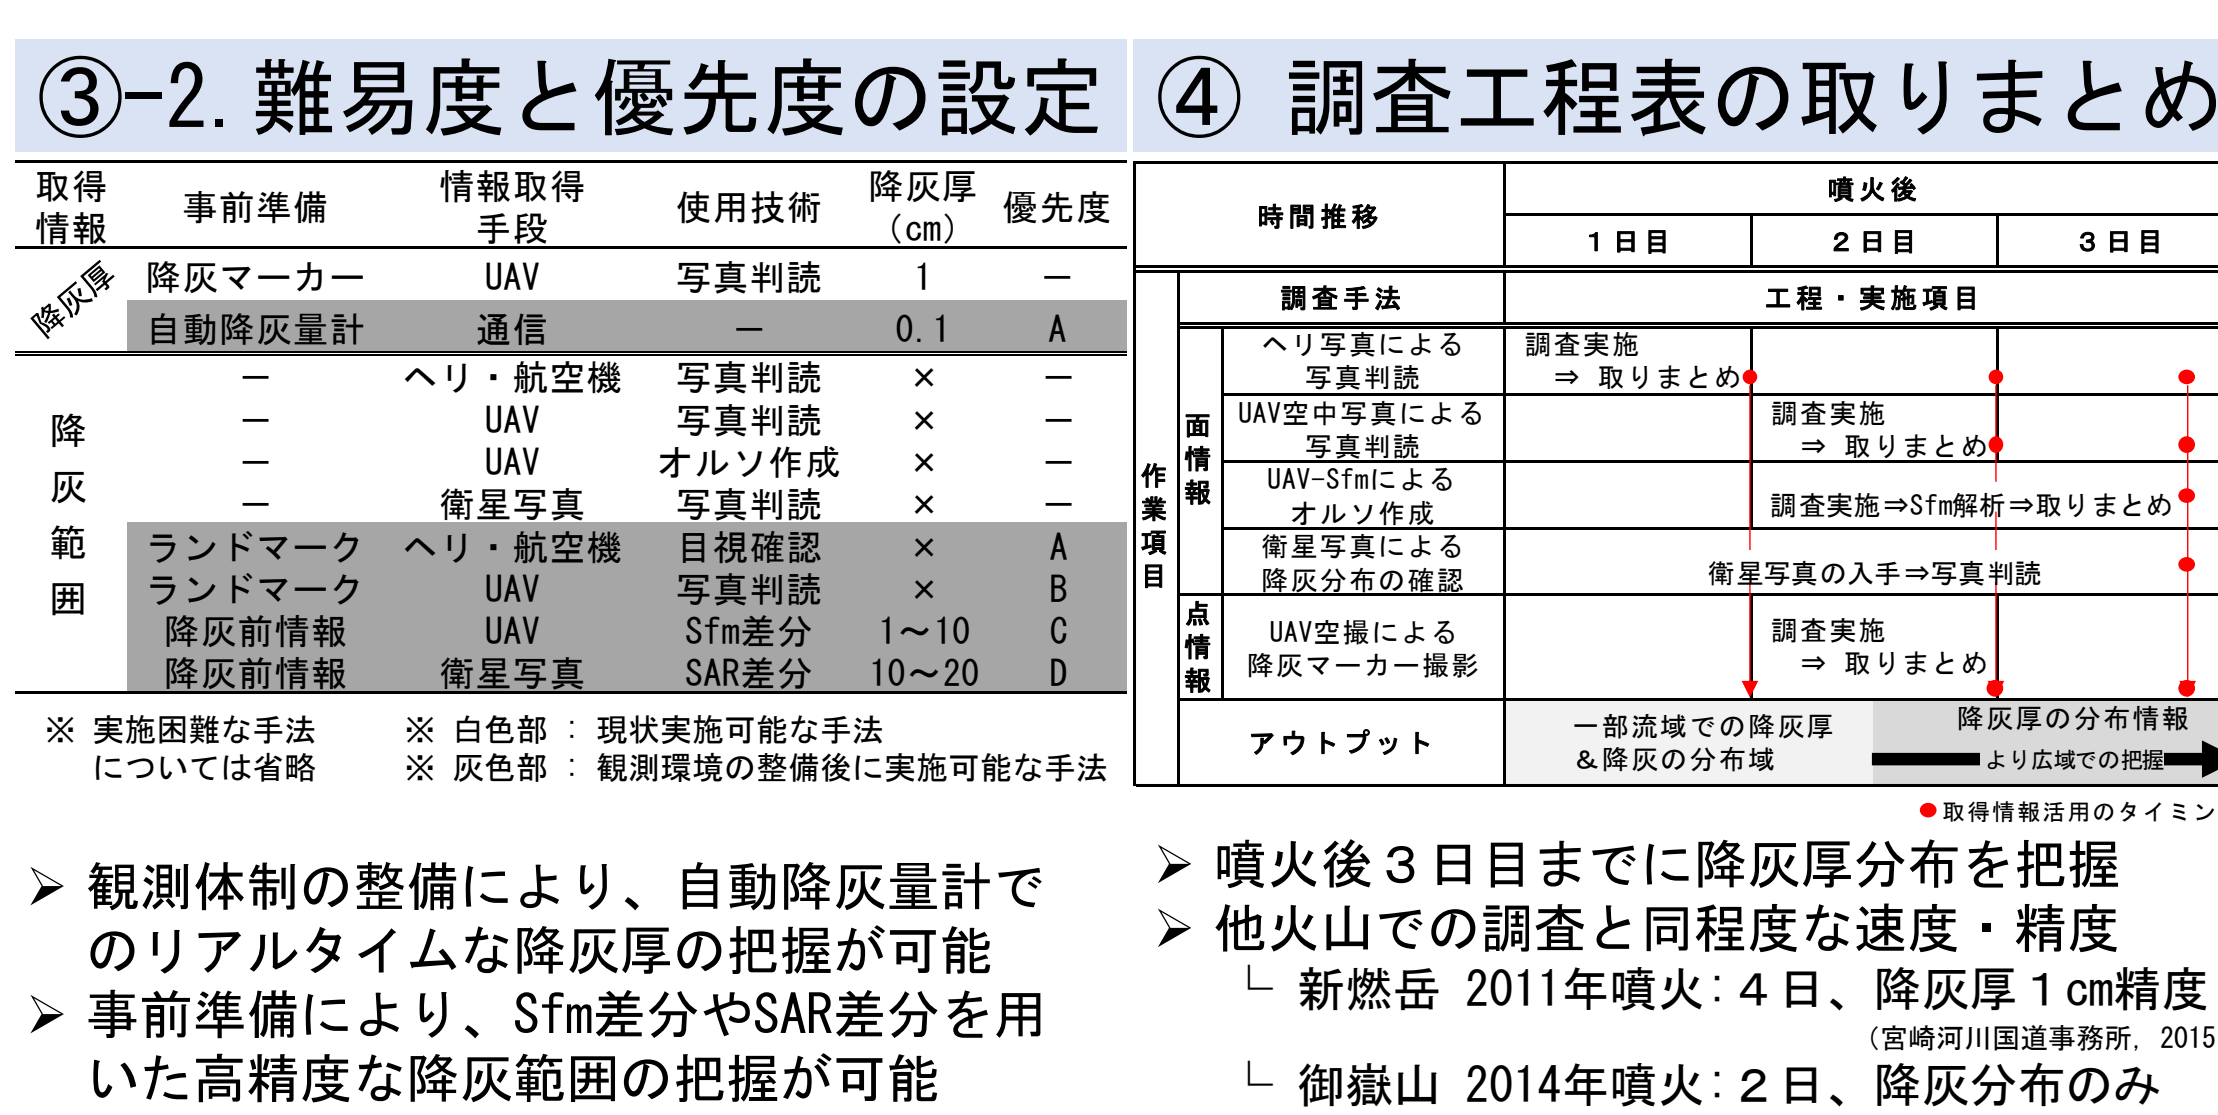 ③-2.難易度と優先度の設定
取得情報 事前準備 情報取得手段 使用技術 降灰厚(cm) 優先度
降灰厚
降灰マーカー UAV 写真判読 1 ―
自動降灰量計 通信 ― 0.1 A
降灰範囲
― ヘリ・航空機 写真判読 × ―
― UAV 写真判読 × ―
― UAV オルソ作成 × ―
― 衛星写真 写真判読 × ―
ランドマーク ヘリ・航空機 目視確認 × A
ランドマーク UAV 写真判読 × B
降灰前情報 UAV Sfm差分 1～10 C
降灰前情報 衛星写真 SAR差分 10～20 D
※ 実施困難な手法
については省略
※ 白色部 : 現状実施可能な手法
※ 灰色部 : 観測環境の整備後に実施可能な手法
➢ 観測体制の整備により、自動降灰量計で
のリアルタイムな降灰厚の把握が可能
➢ 事前準備により、Sfm差分やSAR差分を用
いた高精度な降灰範囲の把握が可能
④ 調査工程表の取りまとめ
時間推移
噴火後
1日目 2日目 3日目
作業項目
調査手法 工程・実施項目
面情報
ヘリ写真による
写真判読
調査実施
⇒ 取りまとめ
UAV空中写真による
写真判読
調査実施
⇒ 取りまとめ
UAV-Sfmによる
オルソ作成
調査実施⇒Sfm解析⇒取りまとめ
衛星写真による
降灰分布の確認
衛星写真の入手⇒写真判読
点情報
UAV空撮による
降灰マーカー撮影
調査実施
⇒ 取りまとめ
アウトプット
一部流域での降灰厚
&降灰の分布域
降灰厚の分布情報
より広域での把握
●取得情報活用のタイミン
➢ 噴火後３日目までに降灰厚分布を把握
➢ 他火山での調査と同程度な速度・精度
└ 新燃岳 2011年噴火:４日、降灰厚１cm精度
(宮崎河川国道事務所, 2015
└ 御嶽山 2014年噴火:２日、降灰分布のみ